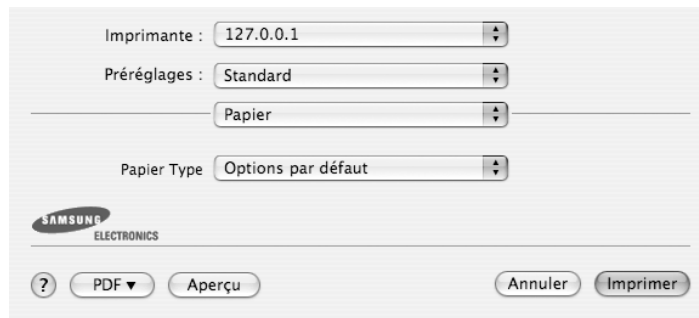 Imprimante : 127.0.0.1
Préréglages : Standard
Papier
Papier Type Options par défaut
SAMSUNG
ELECTRONICS
? PDF ▼ Aperçu Annuler Imprimer